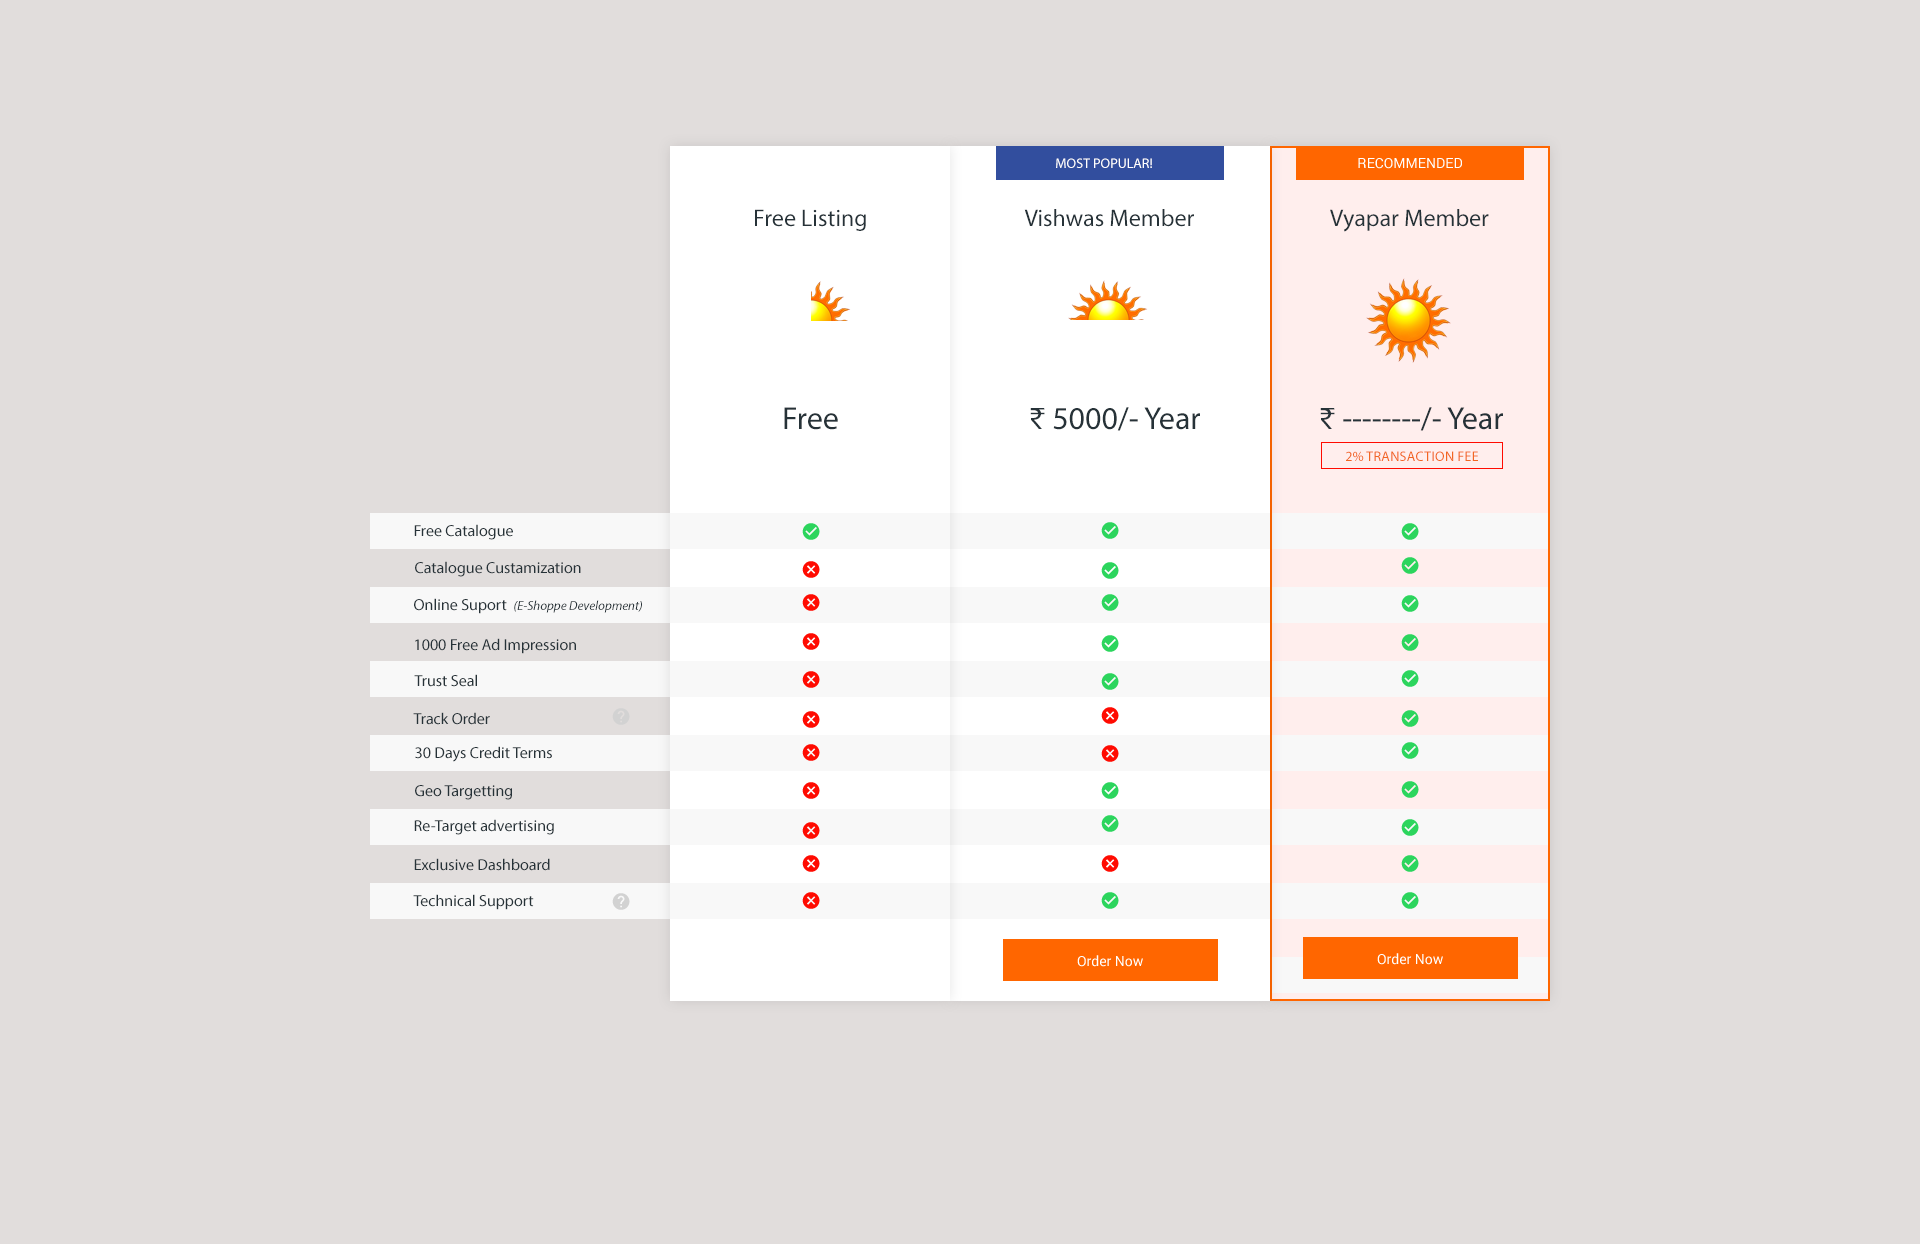 MOST POPULAR!
RECOMMENDED
Free Listing
Vishwas Member
Vyapar Member
Free
₹ 5000/- Year
₹ --------/- Year
2% TRANSACTION FEE
Free Catalogue
Catalogue Custamization
Online Suport (E-Shoppe Development)
1000 Free Ad Impression
Trust Seal
Track Order ?
30 Days Credit Terms
Geo Targetting
Re-Target advertising
Exclusive Dashboard
Technical Support ?
Order Now
Order Now